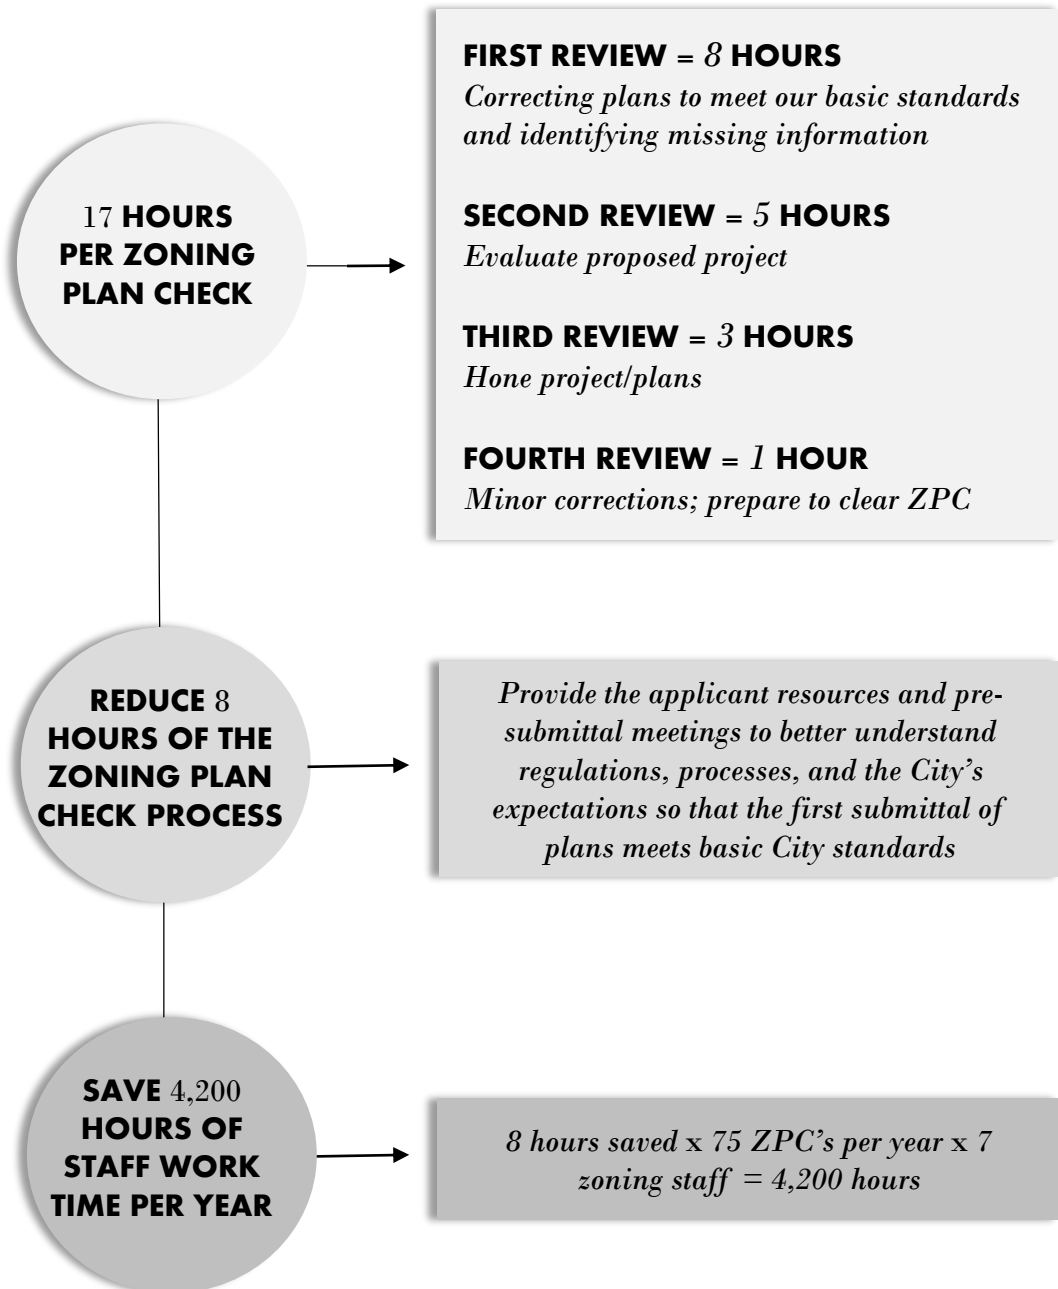 17 HOURS
PER ZONING
PLAN CHECK
FIRST REVIEW = 8 HOURS
Correcting plans to meet our basic standards
and identifying missing information
SECOND REVIEW = 5 HOURS
Evaluate proposed project
THIRD REVIEW = 3 HOURS
Hone project/plans
FOURTH REVIEW = 1 HOUR
Minor corrections; prepare to clear ZPC
REDUCE 8
HOURS OF THE
ZONING PLAN
CHECK PROCESS
Provide the applicant resources and pre-
submittal meetings to better understand
regulations, processes, and the City’s
expectations so that the first submittal of
plans meets basic City standards
SAVE 4,200
HOURS OF
STAFF WORK
TIME PER YEAR
8 hours saved x 75 ZPC’s per year x 7
zoning staff = 4,200 hours